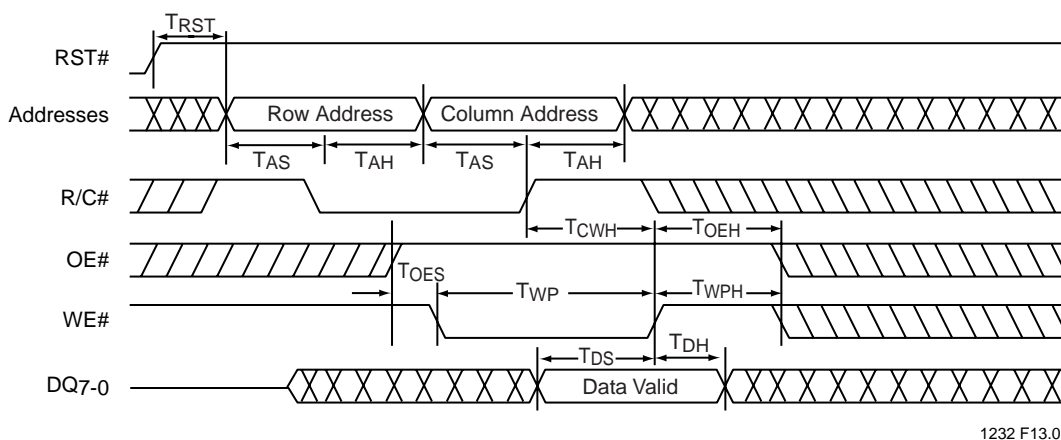 TRST
RST#
Addresses
Row Address
Column Address
TAS
TAH
TAS
TAH
R/C#
TCWH
TOEH
OE#
TOES
TWP
TWPH
WE#
TDS
TDH
DQ7-0
Data Valid
1232 F13.0